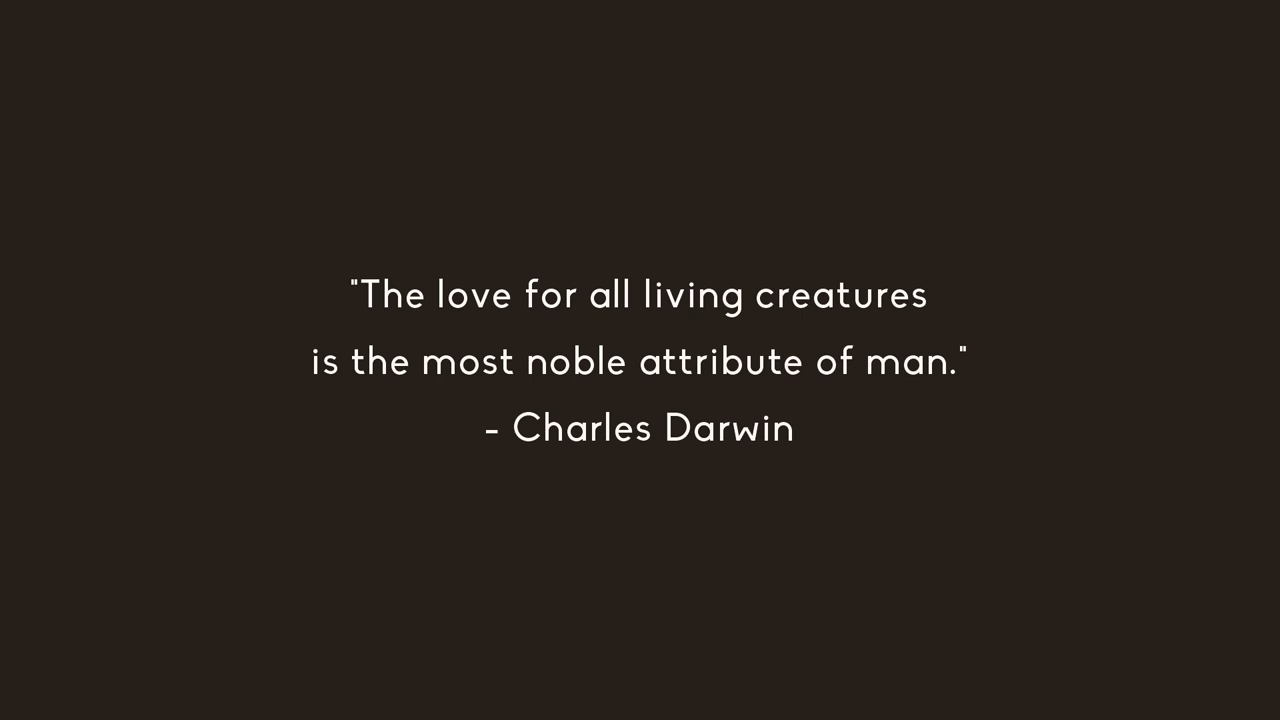 "The love for all living creatures
is the most noble attribute of man."
- Charles Darwin